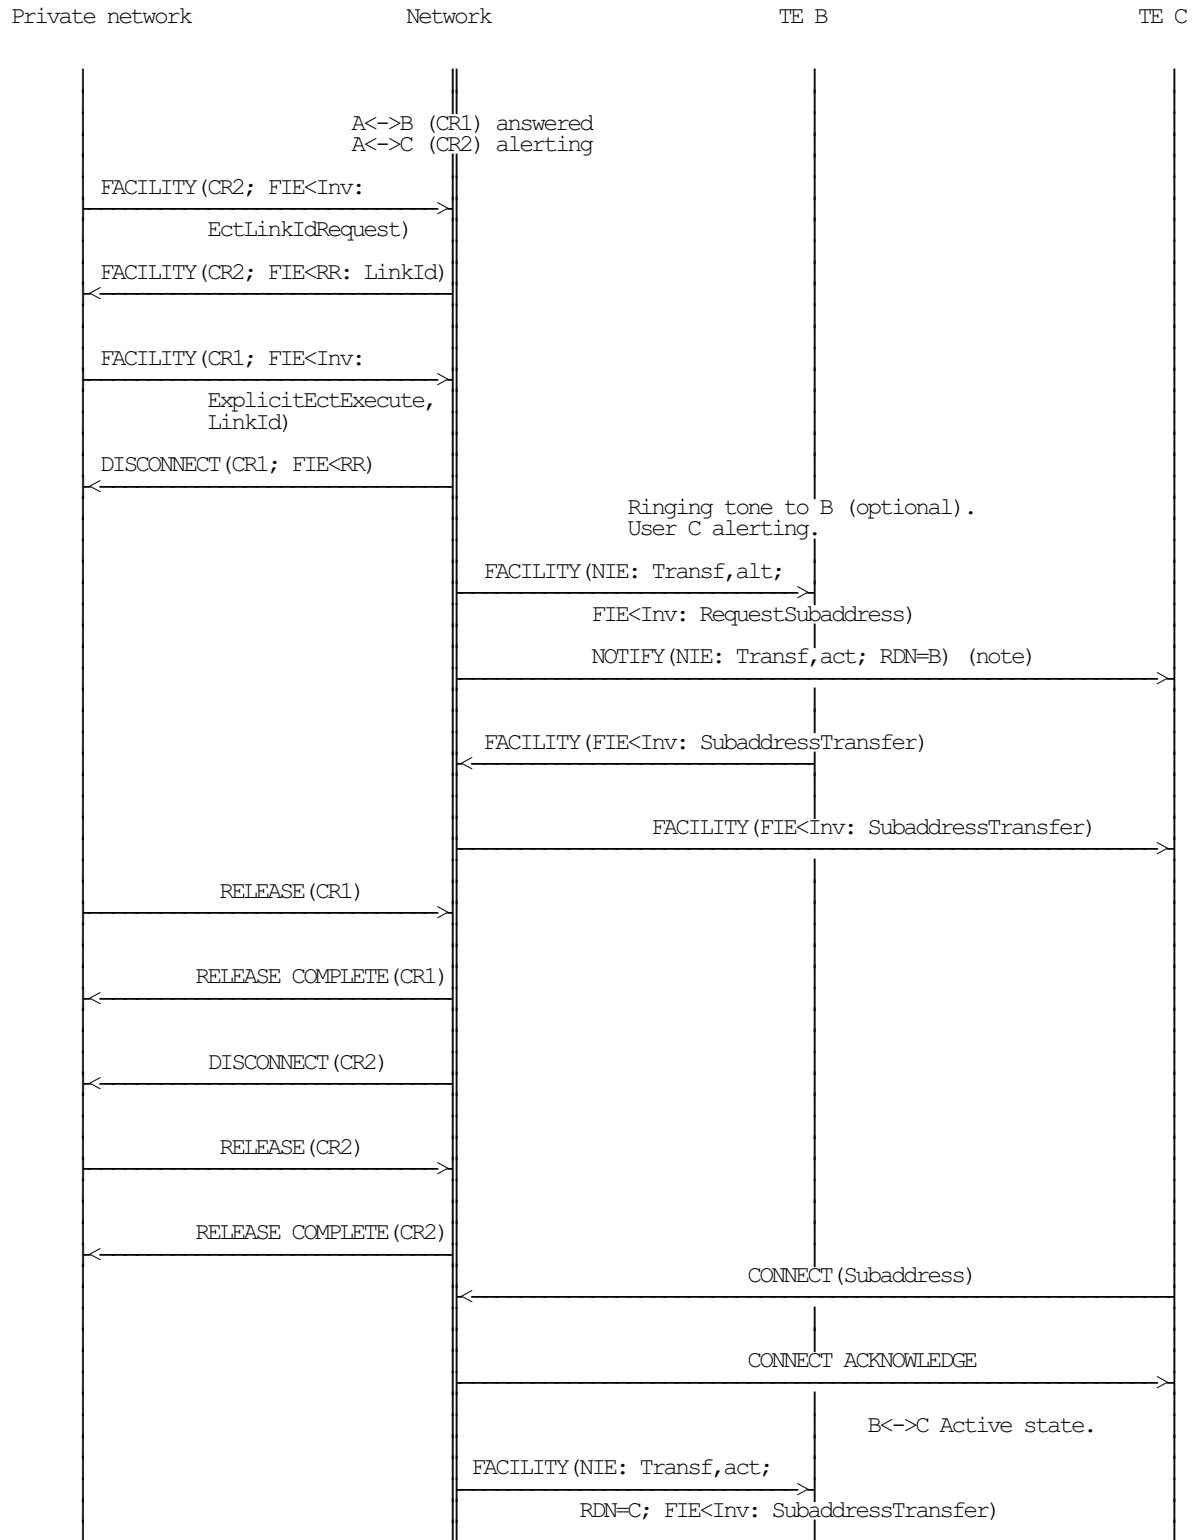 Private network Network TE B TE C
A<->B (CR1) answered
A<->C (CR2) alerting
FACILITY(CR2; FIE<Inv:
EctLinkIdRequest)
FACILITY(CR2; FIE<RR: LinkId)
FACILITY(CR1; FIE<Inv:
ExplicitEctExecute,
LinkId)
DISCONNECT(CR1; FIE<RR)
Ringing tone to B (optional).
User C alerting.
FACILITY(NIE: Transf,alt;
FIE<Inv: RequestSubaddress)
NOTIFY(NIE: Transf,act; RDN=B) (note)
FACILITY(FIE<Inv: SubaddressTransfer)
FACILITY(FIE<Inv: SubaddressTransfer)
RELEASE(CR1)
RELEASE COMPLETE(CR1)
DISCONNECT(CR2)
RELEASE(CR2)
RELEASE COMPLETE(CR2)
CONNECT(Subaddress)
CONNECT ACKNOWLEDGE
B<->C Active state.
FACILITY(NIE: Transf,act;
RDN=C; FIE<Inv: SubaddressTransfer)